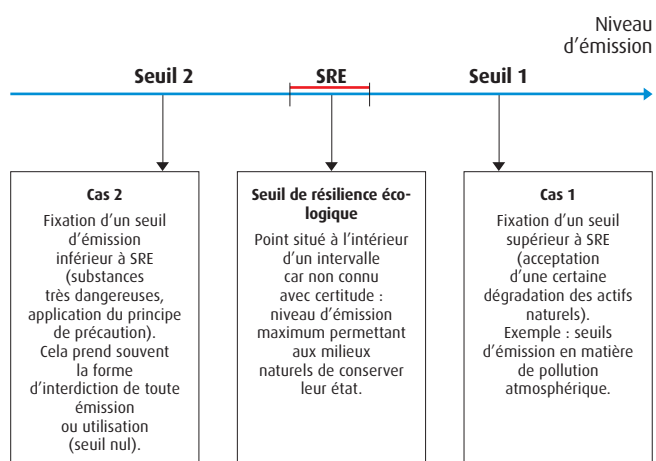 Niveau
d'émission
Seuil 2
SRE
Seuil 1
Cas 2
Fixation d'un seuil
d'émission
inférieur à SRE
(substances
très dangereuses,
application du principe
de précaution).
Cela prend souvent
la forme
d'interdiction de toute
émission
ou utilisation
(seuil nul).
Seuil de résilience éco-
logique
Point situé à l'intérieur
d'un intervalle
car non connu
avec certitude :
niveau d'émission
maximum permettant
aux milieux
naturels de conserver
leur état.
Cas 1
Fixation d'un seuil
supérieur à SRE
(acceptation
d'une certaine
dégradation des actifs
naturels).
Exemple : seuils
d'émission en matière
de pollution
atmosphérique.